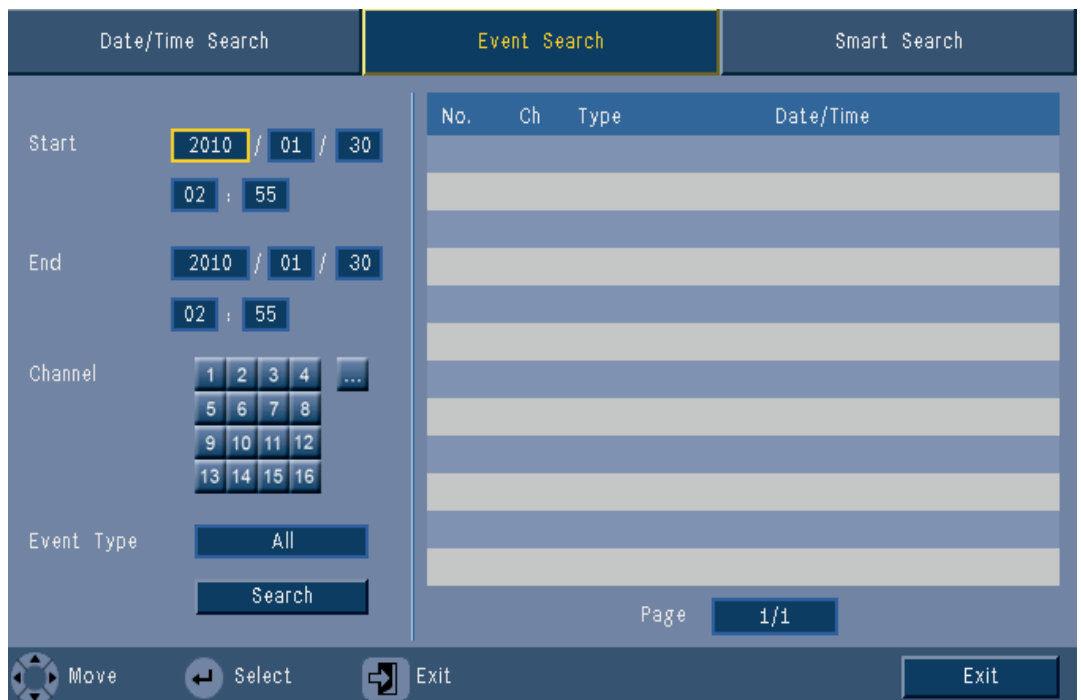 Date/Time Search Event Search Smart Search
No. Ch Type Date/Time
Start 2010 / 01 / 30
02 : 55
End 2010 / 01 / 30
02 : 55
Channel 1 2 3 4 ...
5 6 7 8
9 10 11 12
13 14 15 16
Event Type All
Search
Page 1/1
Move Select Exit Exit